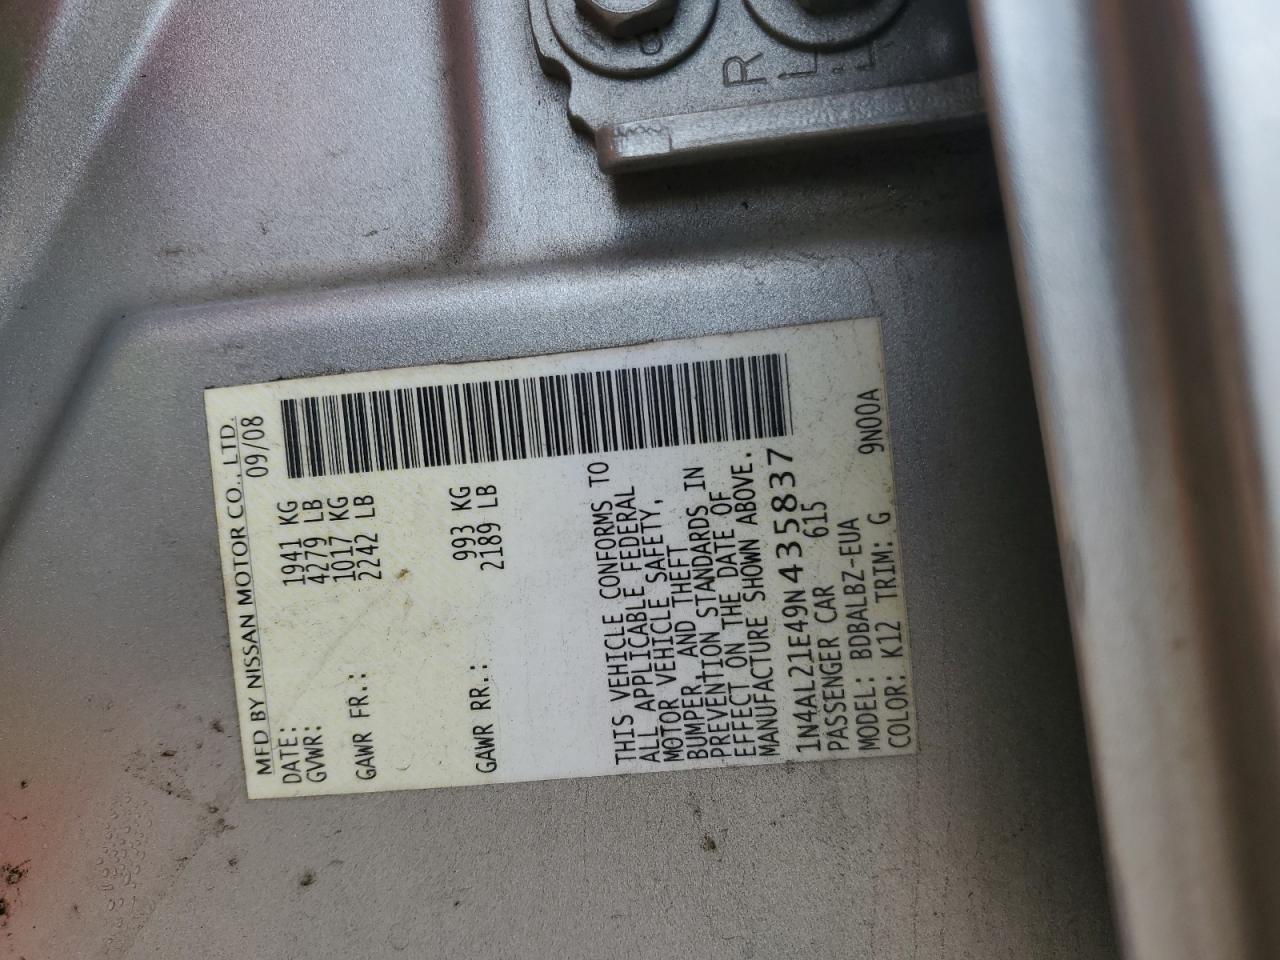 MFD BY NISSAN MOTOR CO., LTD.
DATE: 09/08
GVWR: 1941 KG
4279 LB
GAWR FR.: 1017 KG
2242 LB
GAWR RR.: 993 KG
2189 LB
THIS VEHICLE CONFORMS TO
ALL APPLICABLE FEDERAL
MOTOR VEHICLE SAFETY,
BUMPER, AND THEFT
PREVENTION STANDARDS IN
EFFECT ON THE DATE OF
MANUFACTURE SHOWN ABOVE.
1N4AL21E49N435837
PASSENGER CAR 615
MODEL: BDBALBZ-EUA 9N00A
COLOR: K12 TRIM: G
R